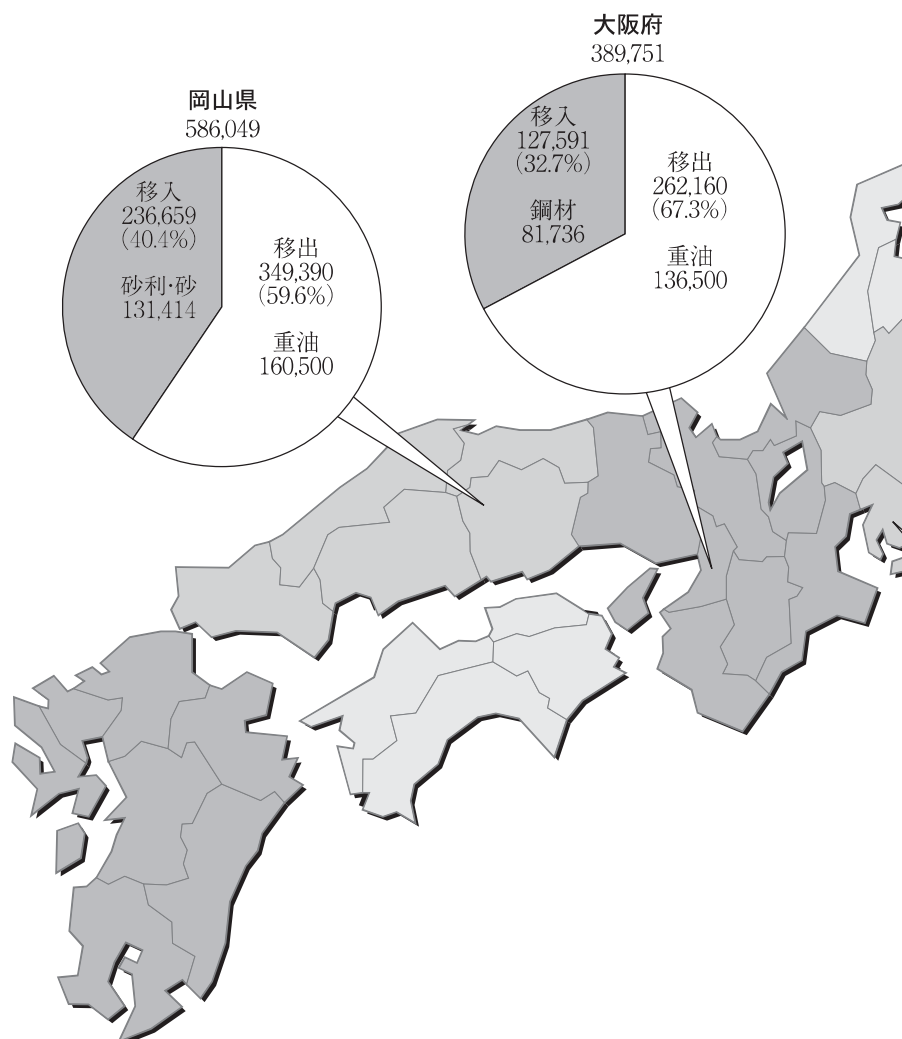 大阪府
389,751
移入
127,591
(32.7%)
鋼材
81,736
移出
262,160
(67.3%)
重油
136,500
岡山県
586,049
移入
236,659
(40.4%)
砂利・砂
131,414
移出
349,390
(59.6%)
重油
160,500